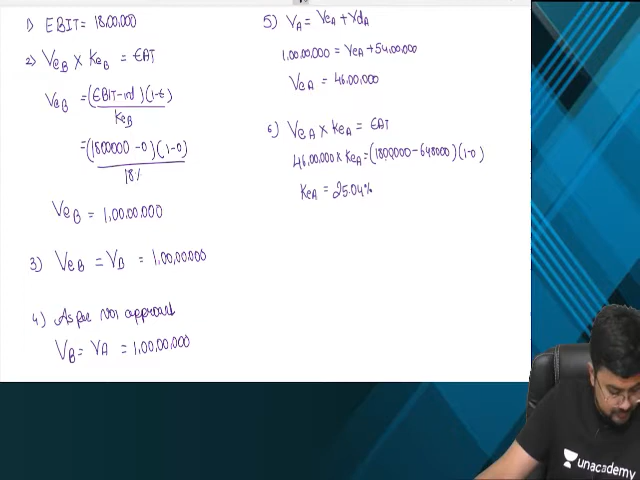 1) EBIT = 18,00,000
2) VeB × KeB = EAT
VeB = (EBIT-int)(1-t)
KeB
= (1800000 - 0)(1-0)
18%
VeB = 1,00,00,000
3) VeB = VB = 1,00,00,000
4) As per NOI approach
VB = VA = 1,00,00,000
5) VA = VeA + VdA
1,00,00,000 = VeA + 54,00,000
VeA = 46,00,000
6) VeA × KeA = EAT
46,00,000 × KeA = (1800000 - 648000)(1-0)
KeA = 25.04%
unacademy